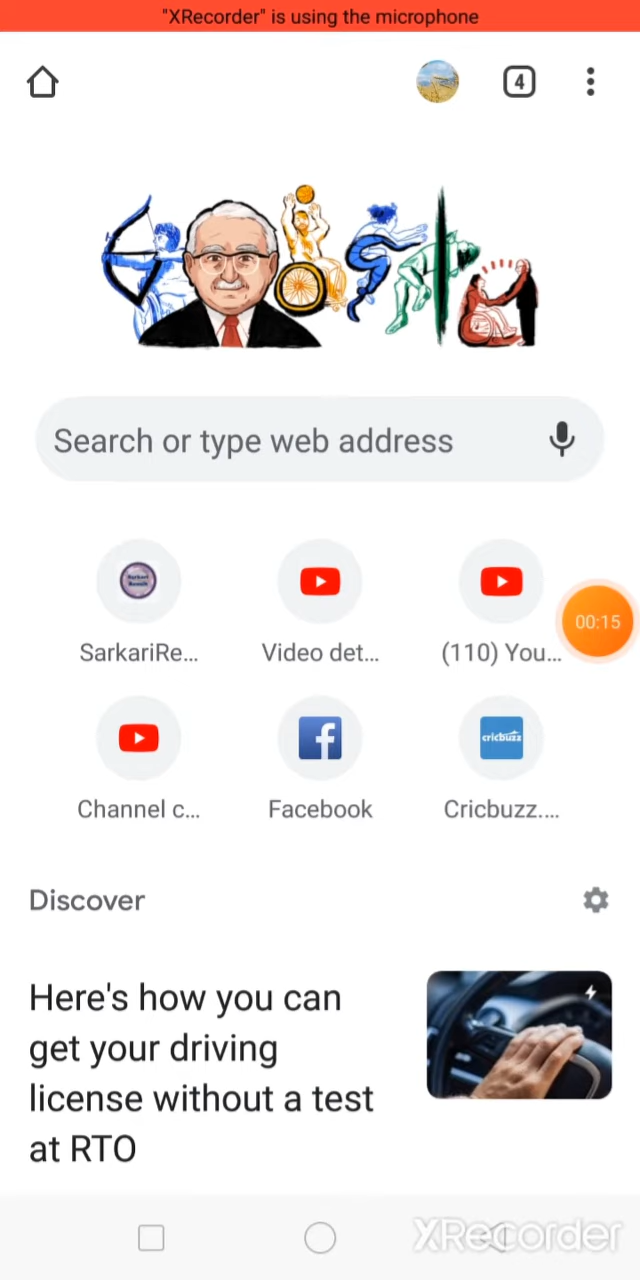 "XRecorder" is using the microphone
4
Search or type web address
SarkariRe...
Video det...
(110) You...
00:15
cricbuzz
Channel c...
Facebook
Cricbuzz....
Discover
Here's how you can
get your driving
license without a test
at RTO
XRecorder